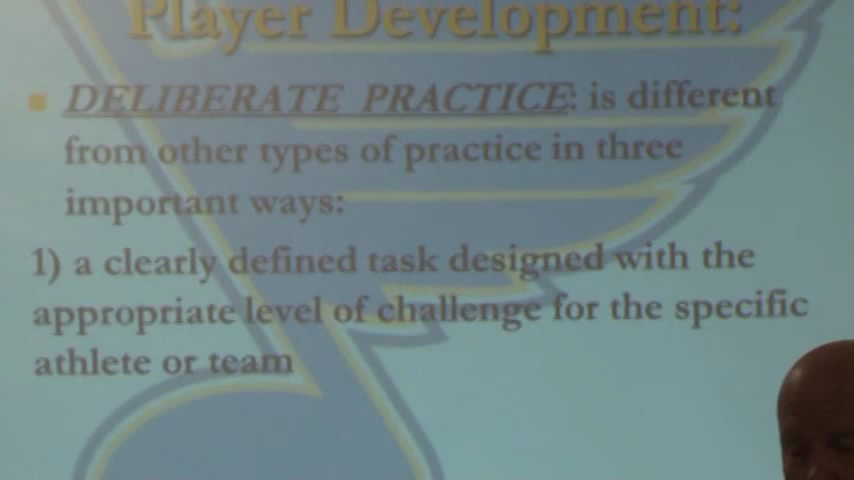 Player Development:
DELIBERATE PRACTICE: is different
from other types of practice in three
important ways:
1) a clearly defined task designed with the
appropriate level of challenge for the specific
athlete or team